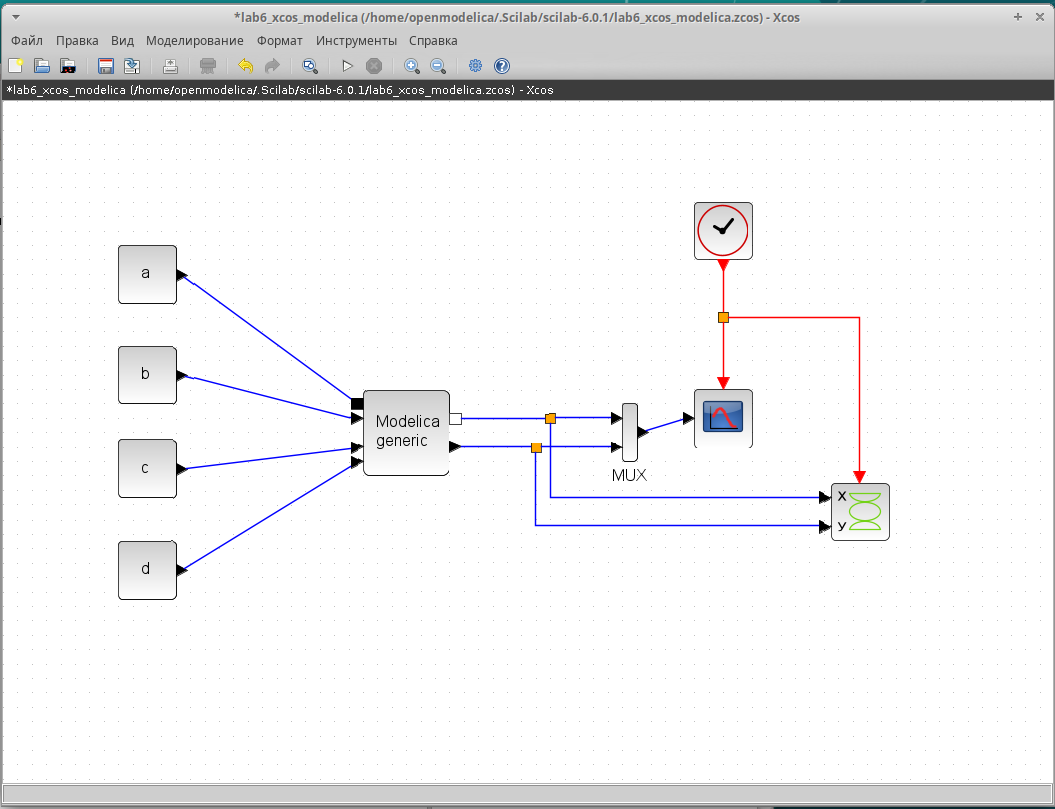 *lab6_xcos_modelica (/home/openmodelica/.Scilab/scilab-6.0.1/lab6_xcos_modelica.zcos) - Xcos
Файл Правка Вид Моделирование Формат Инструменты Справка
*lab6_xcos_modelica (/home/openmodelica/.Scilab/scilab-6.0.1/lab6_xcos_modelica.zcos) - Xcos
a
b
c
d
Modelica
generic
MUX
X
y